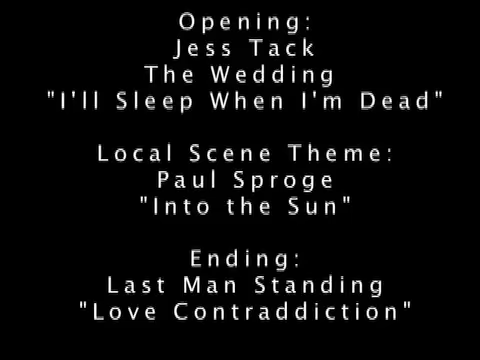 Opening:
Jess Tack
The Wedding
"I'll Sleep When I'm Dead"
Local Scene Theme:
Paul Sproge
"Into the Sun"
Ending:
Last Man Standing
"Love Contraddiction"